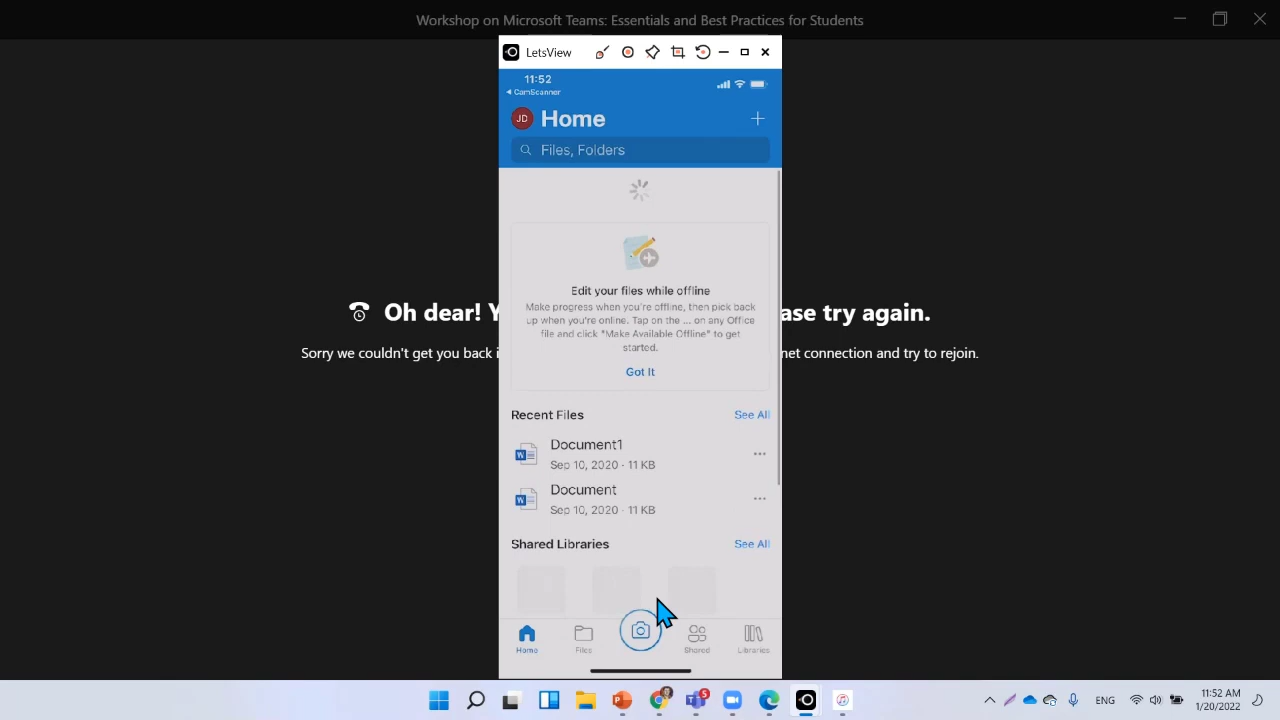 Workshop on Microsoft Teams: Essentials and Best Practices for Students
LetsView
11:52
CamScanner
JD
Home
Files, Folders
Edit your files while offline
Make progress when you're offline, then pick back
up when you're online. Tap on the ... on any Office
file and click "Make Available Offline" to get
started.
Got It
Oh dear! Y
ase try again.
Sorry we couldn't get you back i
net connection and try to rejoin.
Recent Files
See All
Document1
Sep 10, 2020 · 11 KB
Document
Sep 10, 2020 · 11 KB
Shared Libraries
See All
Home
Files
Shared
Libraries
ENG
11:52 AM
1/20/2022